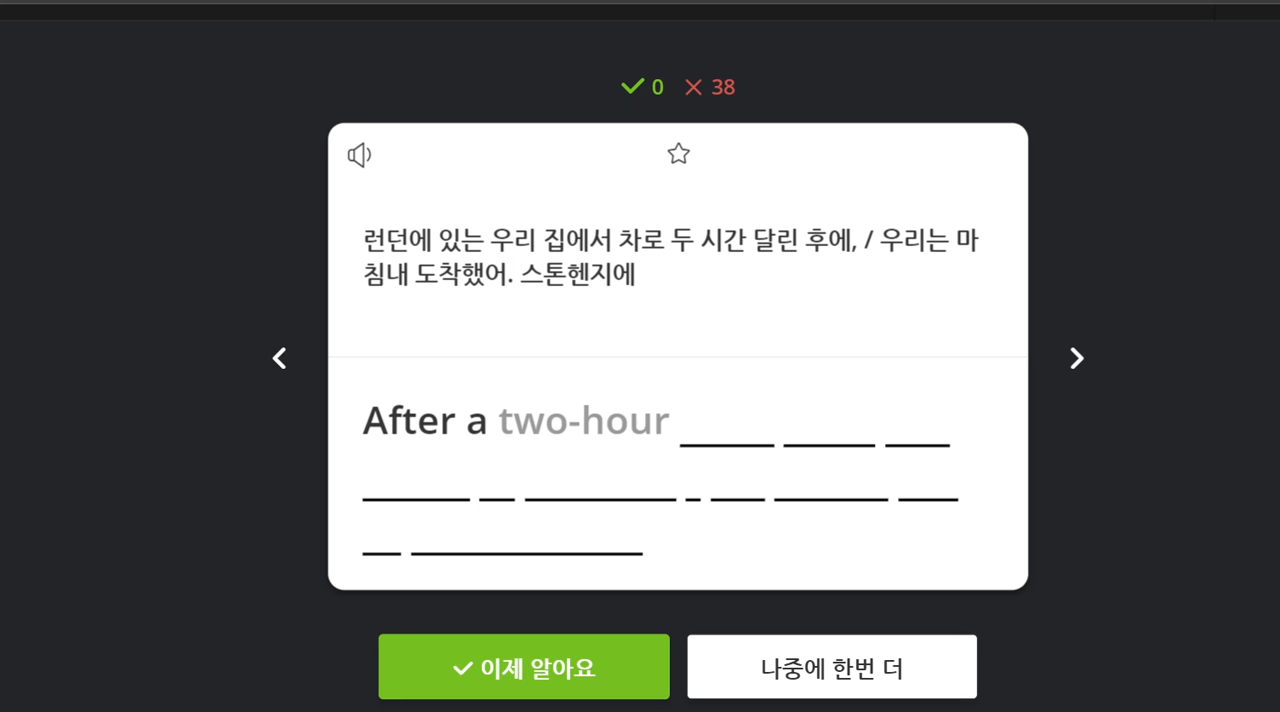 0 38
런던에 있는 우리 집에서 차로 두 시간 달린 후에, / 우리는 마
침내 도착했어. 스톤헨지에
After a two-hour
이제 알아요
나중에 한번 더